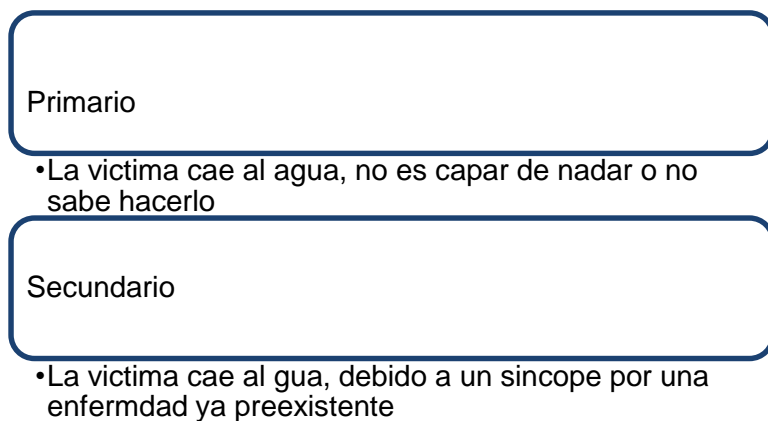 Primario
•La victima cae al agua, no es capar de nadar o no
sabe hacerlo
Secundario
•La victima cae al gua, debido a un sincope por una
enfermdad ya preexistente